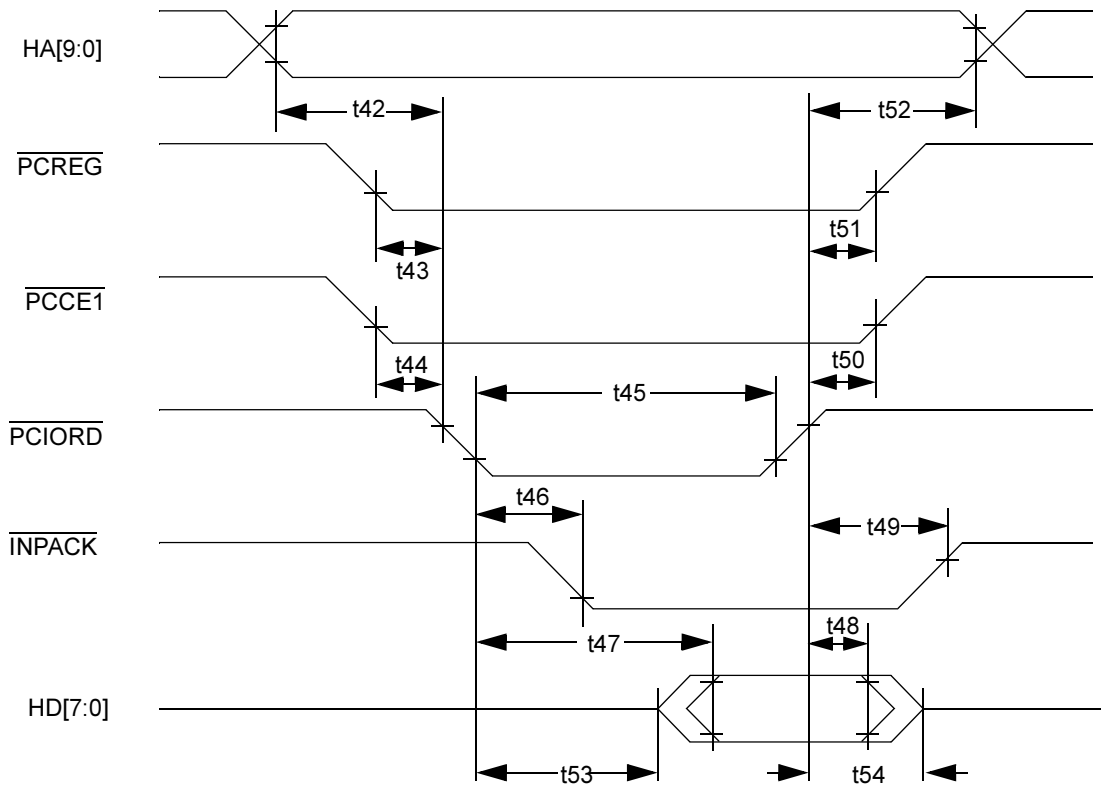 HA[9:0]
t42
t52
PCREG
t43
t51
PCCE1
t44
t45
t50
PCIORD
t46
t49
INPACK
t47
t48
HD[7:0]
t53
t54